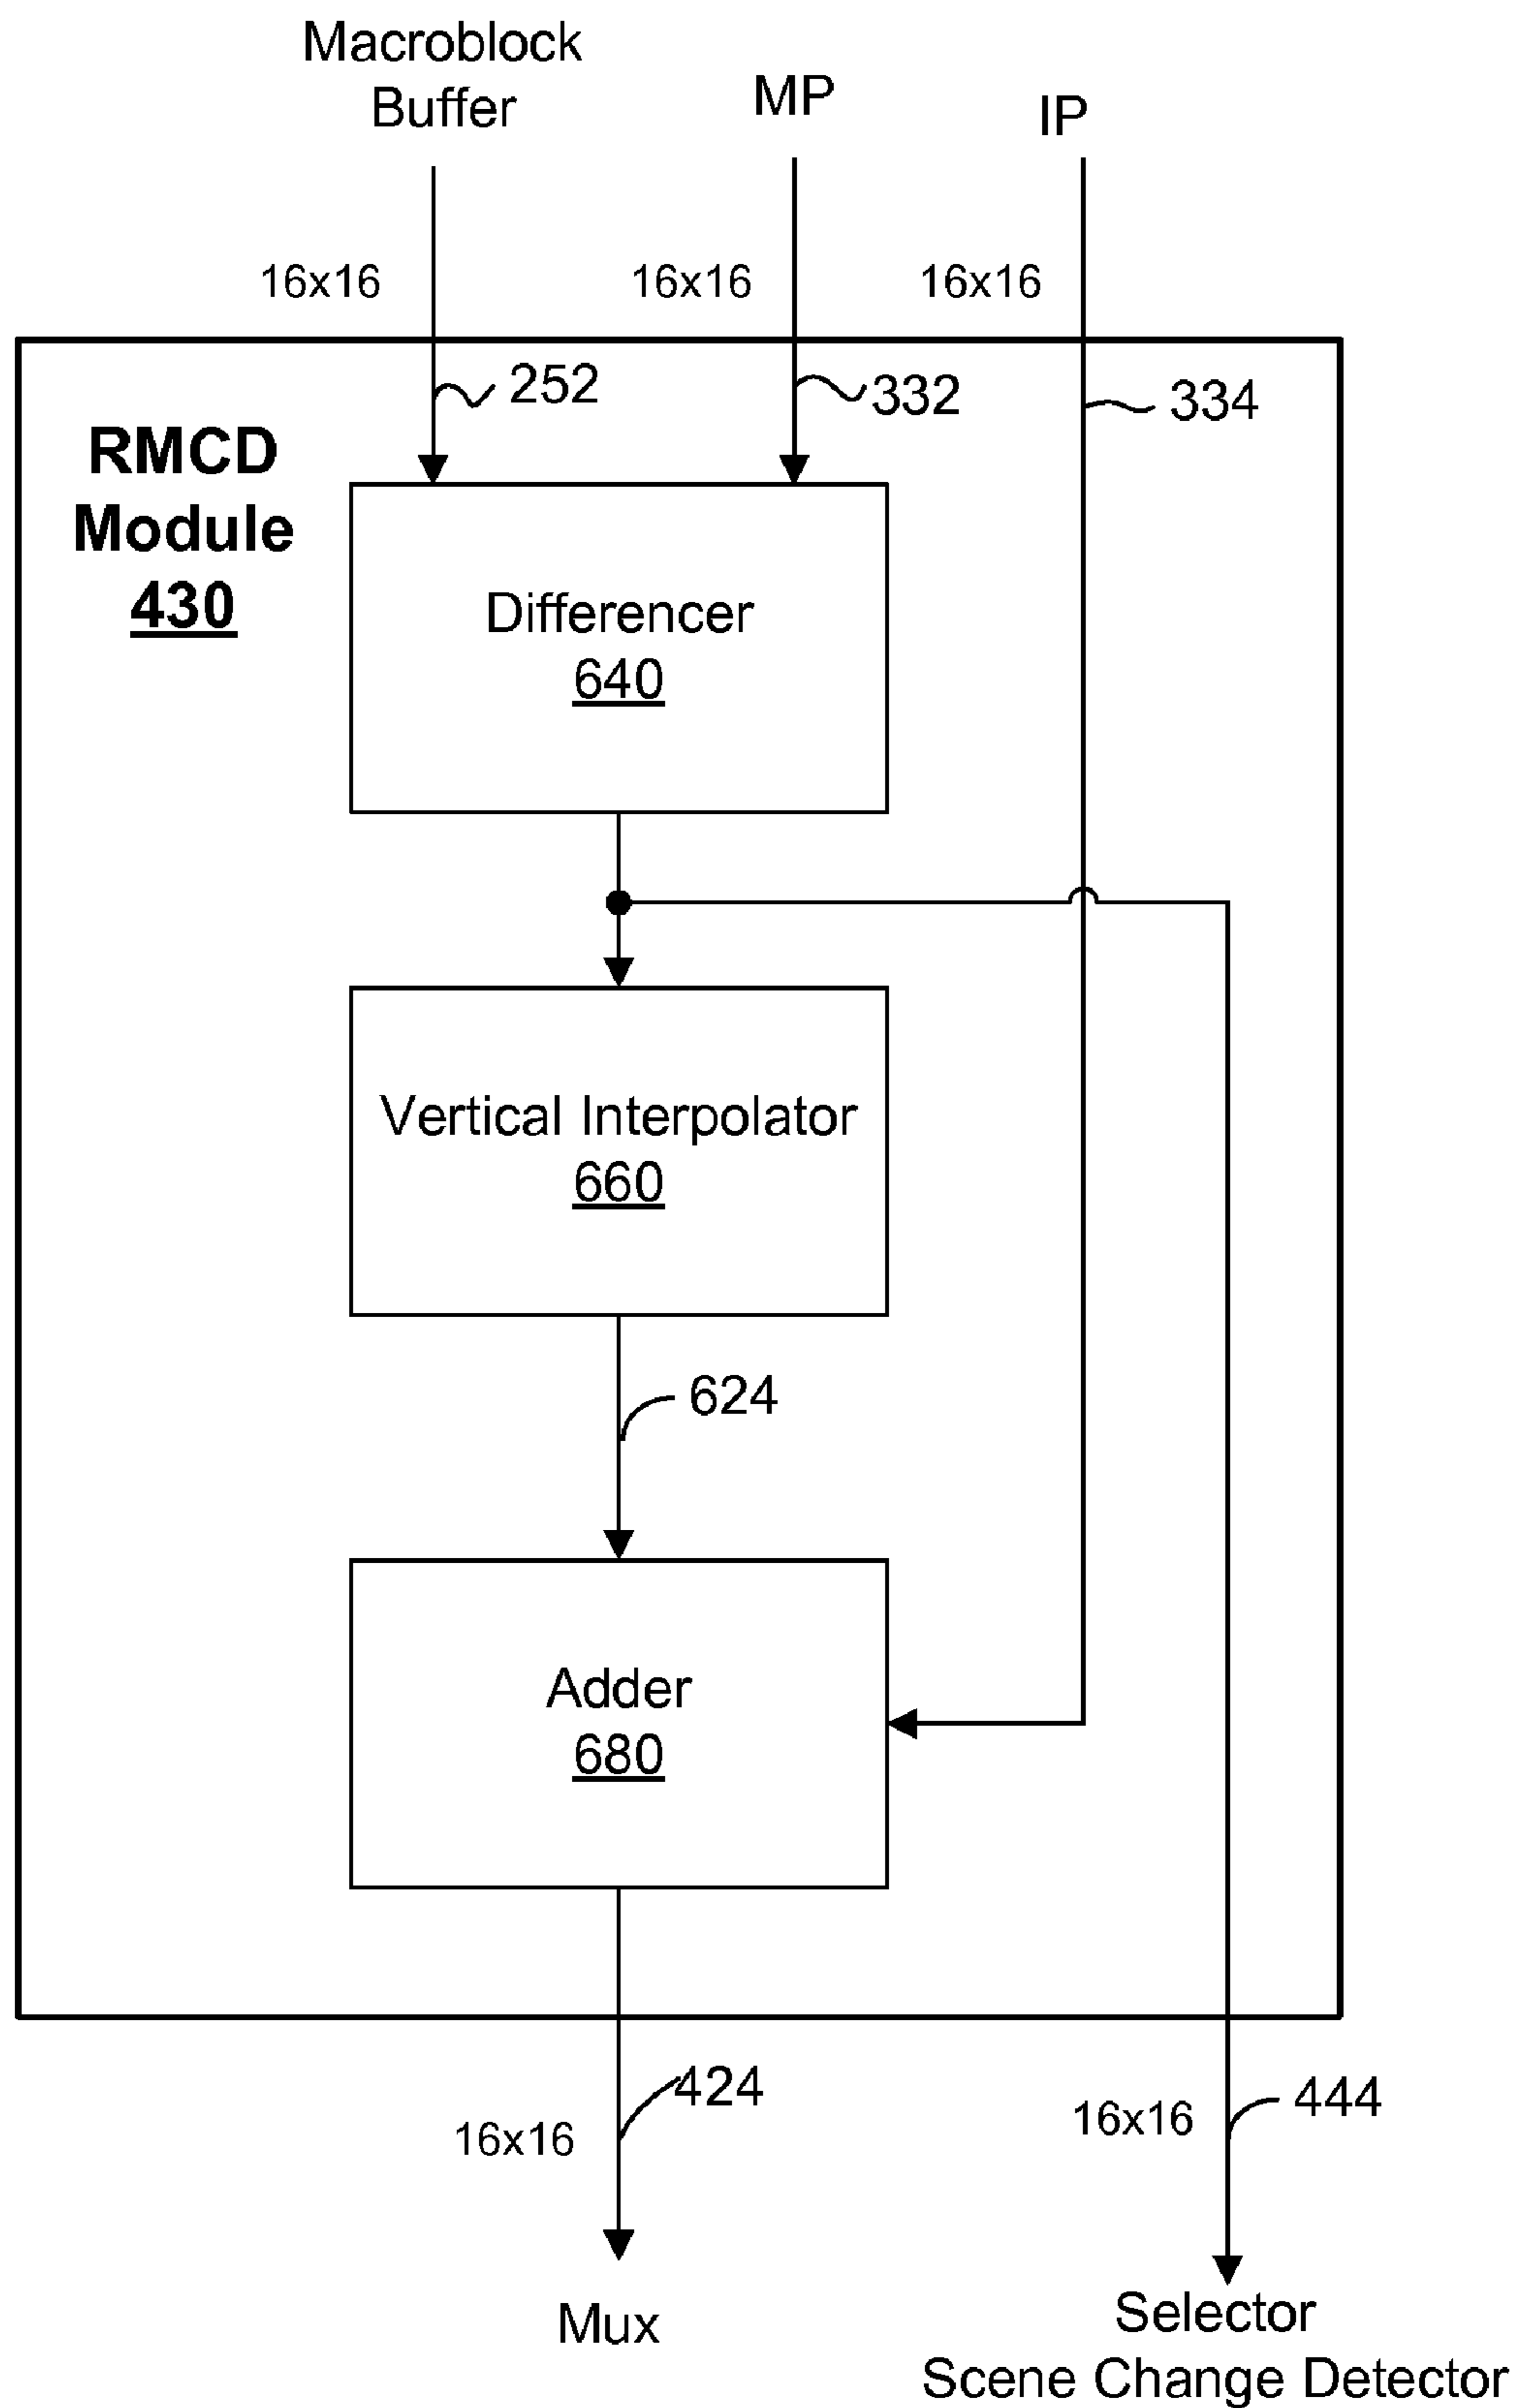 Macroblock
Buffer
MP
IP
16x16
16x16
16x16
252
332
334
RMCD
Module
430
Differencer
640
Vertical Interpolator
660
624
Adder
680
424
444
16x16
16x16
Mux
Selector
Scene Change Detector